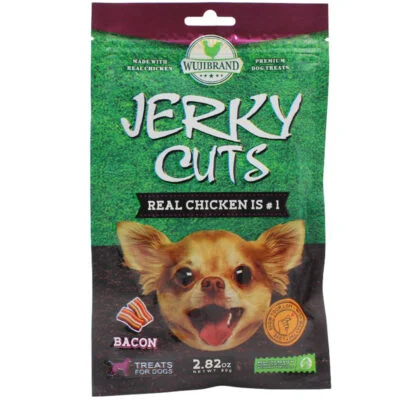 MADE WITH
REAL CHICKEN
WUJIBRAND
PREMIUM
DOG TREATS
JERKY
CUTS
REAL CHICKEN IS #1
BACON
TREATS
FOR DOGS
2.82oz
NET WT 80g